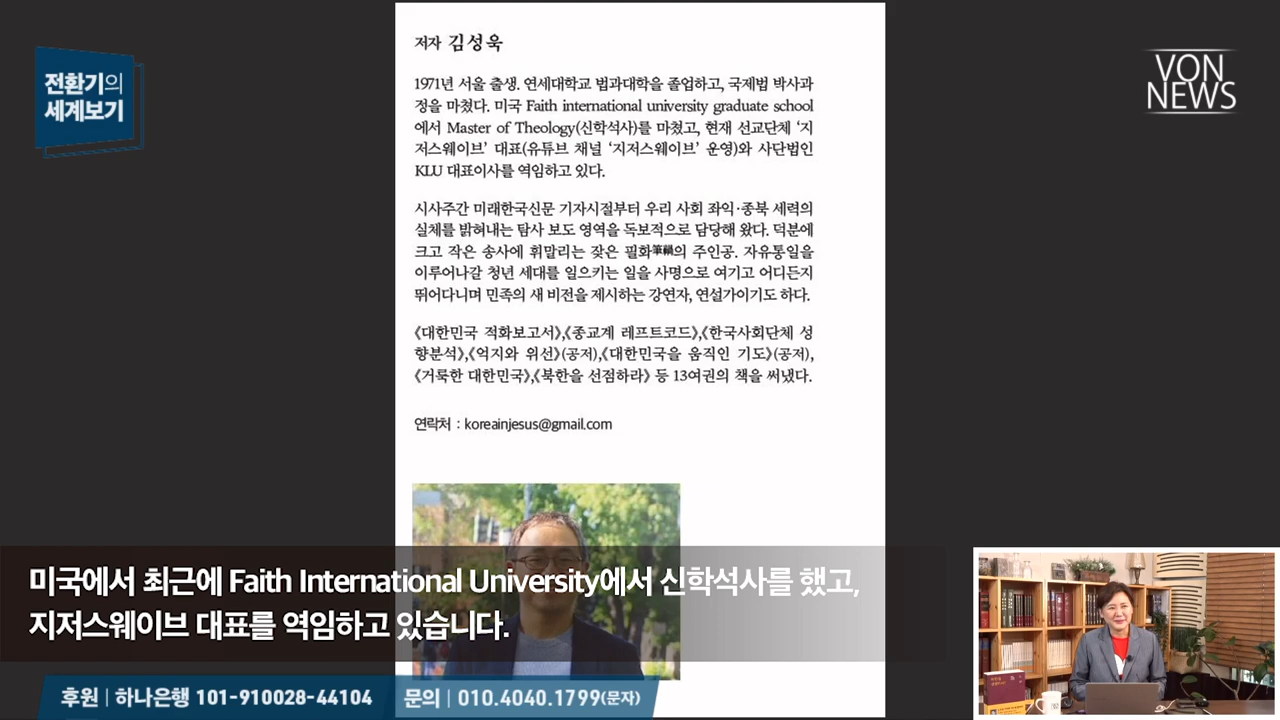 전환기의
세계보기
VON
NEWS
저자 김성욱
1971년 서울 출생. 연세대학교 법과대학을 졸업하고, 국제법 박사과
정을 마쳤다. 미국 Faith international university graduate school
에서 Master of Theology(신학석사)를 마쳤고, 현재 선교단체 ‘지
저스웨이브’ 대표(유튜브 채널 ‘지저스웨이브’ 운영)와 사단법인
KLU 대표이사를 역임하고 있다.
시사주간 미래한국신문 기자시절부터 우리 사회 좌익·종북 세력의
실체를 밝혀내는 탐사 보도 영역을 독보적으로 담당해 왔다. 덕분에
크고 작은 송사에 휘말리는 잦은 필화筆禍의 주인공. 자유통일을
이루어나갈 청년 세대를 일으키는 일을 사명으로 여기고 어디든지
뛰어다니며 민족의 새 비전을 제시하는 강연자, 연설가이기도 하다.
《대한민국 적화보고서》,《종교계 레프트코드》,《한국사회단체 성
향분석》,《억지와 위선》(공저),《대한민국을 움직인 기도》(공저),
《거룩한 대한민국》,《북한을 선점하라》 등 13여권의 책을 써냈다.
연락처 : koreainjesus@gmail.com
미국에서 최근에 Faith International University에서 신학석사를 했고,
지저스웨이브 대표를 역임하고 있습니다.
후원 | 하나은행 101-910028-44104 문의 | 010.4040.1799(문자)